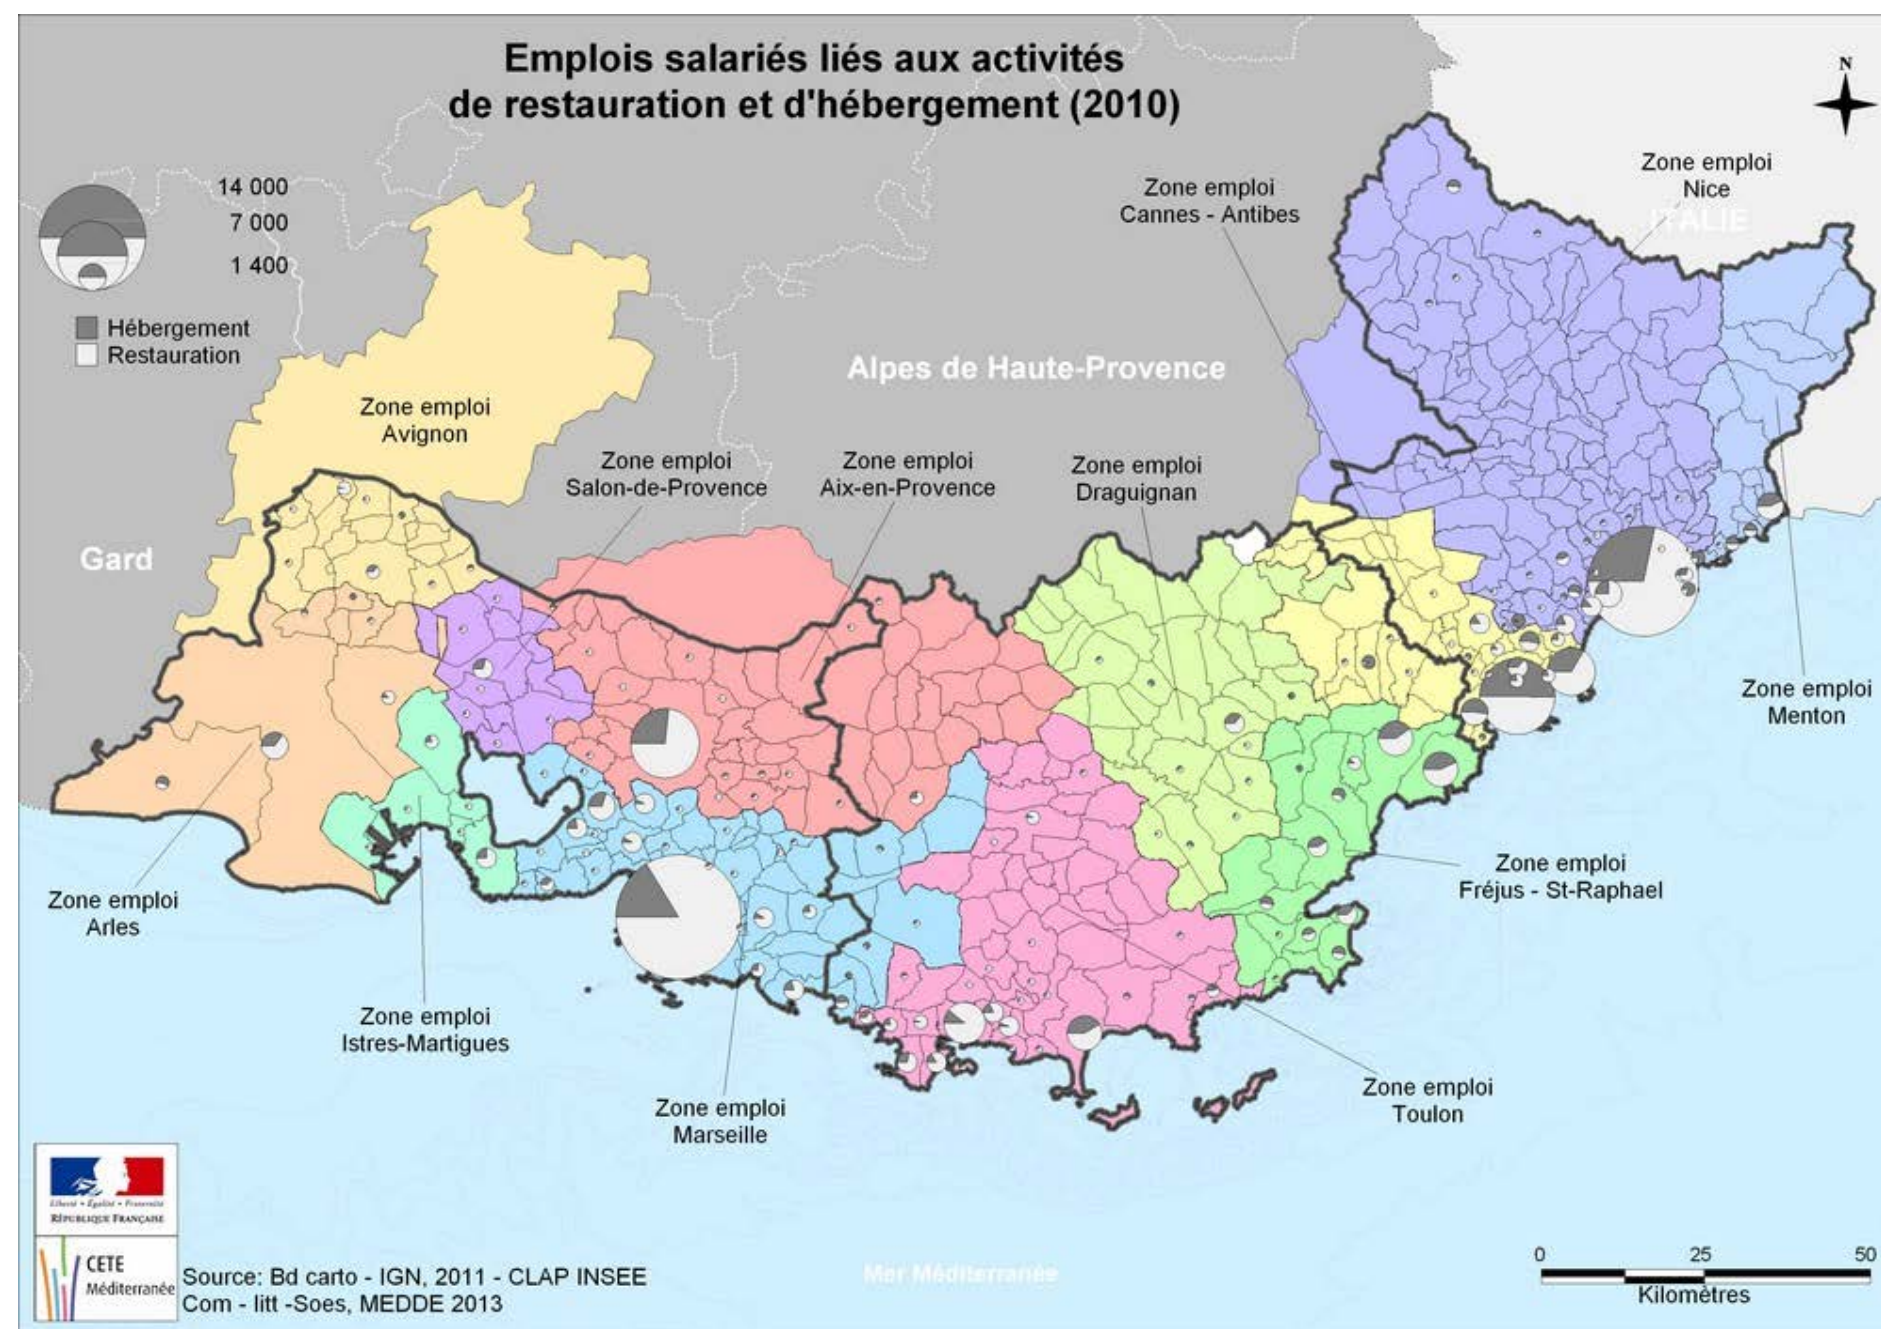 Emplois salariés liés aux activités
de restauration et d'hébergement (2010)
N
14 000
7 000
1 400
Hébergement
Restauration
Zone emploi
Nice
ITALIE
Zone emploi
Cannes - Antibes
Alpes de Haute-Provence
Zone emploi
Avignon
Zone emploi
Salon-de-Provence
Zone emploi
Aix-en-Provence
Zone emploi
Draguignan
Gard
Zone emploi
Menton
Zone emploi
Fréjus - St-Raphael
Zone emploi
Arles
Zone emploi
Istres-Martigues
Zone emploi
Marseille
Zone emploi
Toulon
Liberté • Égalité • Fraternité
RÉPUBLIQUE FRANÇAISE
CETE
Méditerranée
Source: Bd carto - IGN, 2011 - CLAP INSEE
Com - litt -Soes, MEDDE 2013
Mer Méditerranée
0 25 50
Kilomètres